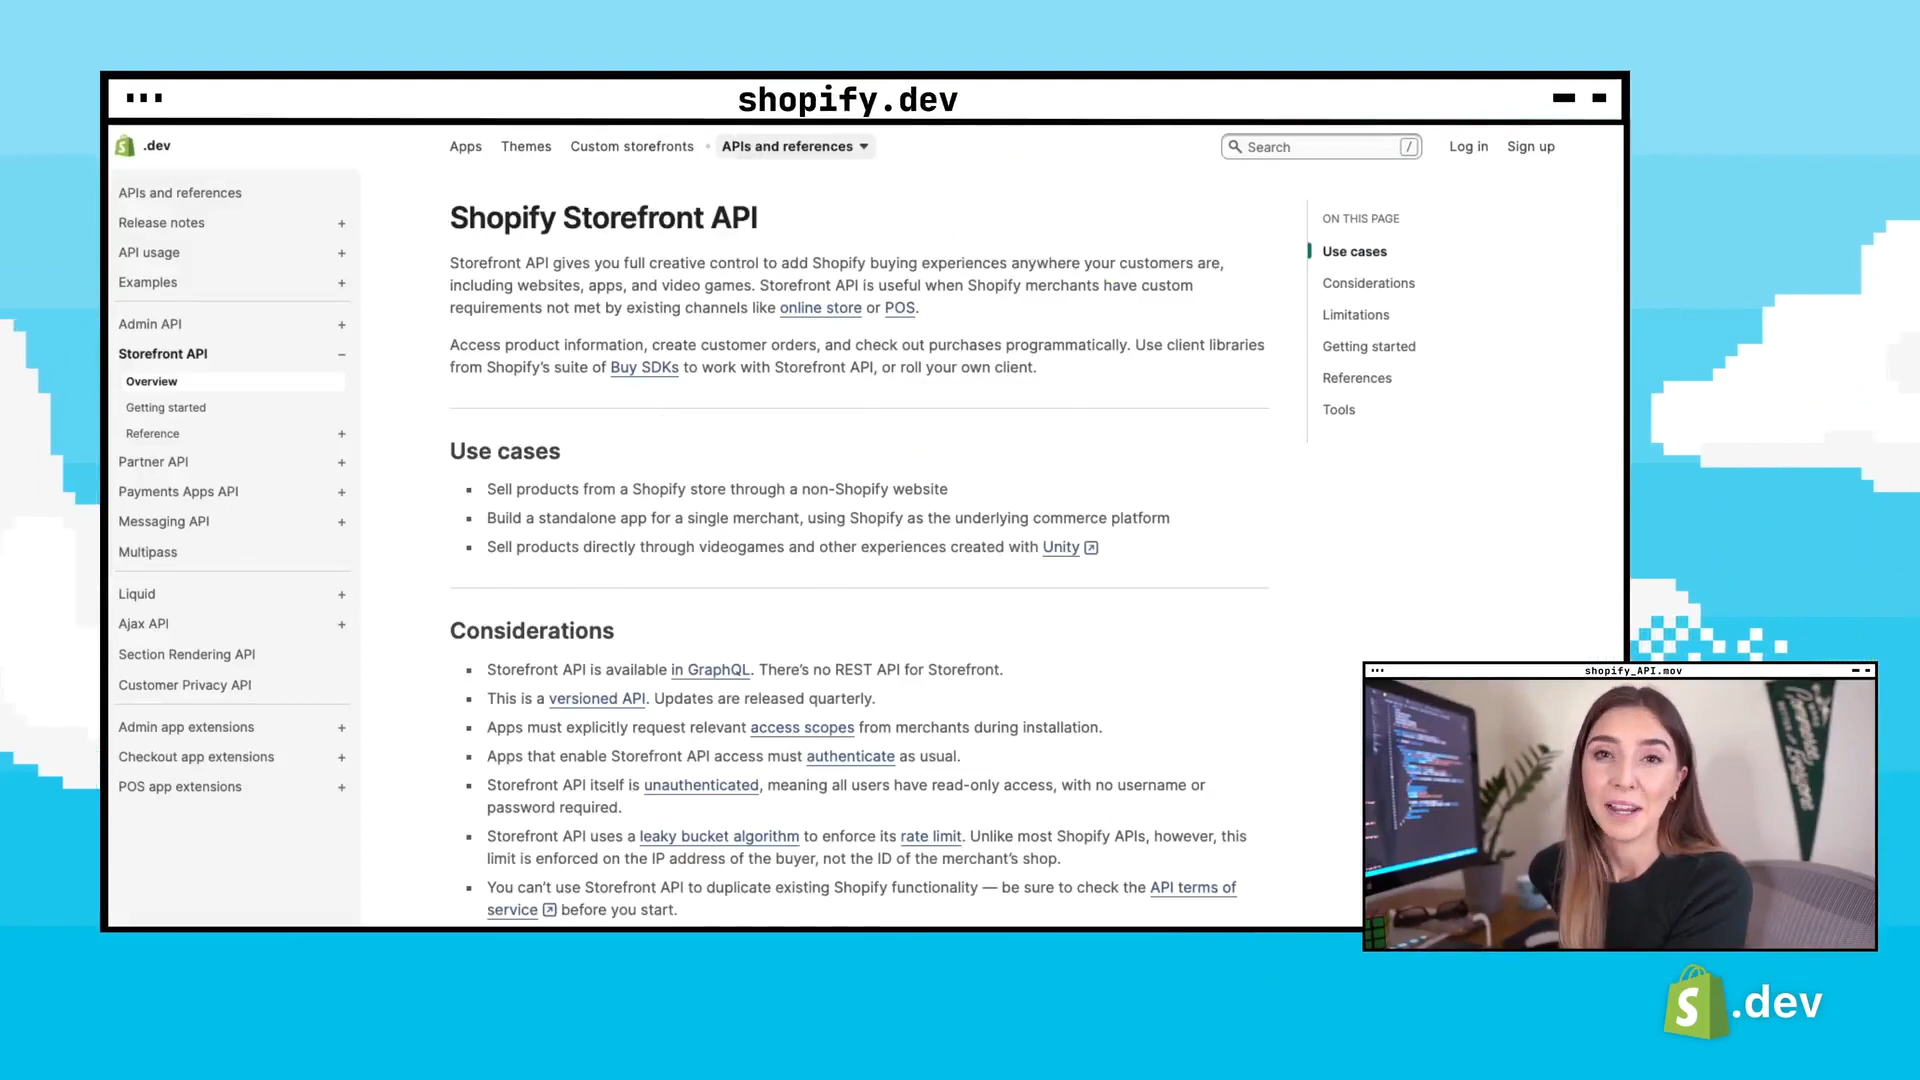 shopify.dev
.dev
Apps
Themes
Custom storefronts
APIs and references
Search
/
Log in
Sign up
APIs and references
Release notes
API usage
Examples
Admin API
Storefront API
Overview
Getting started
Reference
Partner API
Payments Apps API
Messaging API
Multipass
Liquid
Ajax API
Section Rendering API
Customer Privacy API
Admin app extensions
Checkout app extensions
POS app extensions
Shopify Storefront API
Storefront API gives you full creative control to add Shopify buying experiences anywhere your customers are,
including websites, apps, and video games. Storefront API is useful when Shopify merchants have custom
requirements not met by existing channels like online store or POS.
Access product information, create customer orders, and check out purchases programmatically. Use client libraries
from Shopify's suite of Buy SDKs to work with Storefront API, or roll your own client.
Use cases
Sell products from a Shopify store through a non-Shopify website
Build a standalone app for a single merchant, using Shopify as the underlying commerce platform
Sell products directly through videogames and other experiences created with Unity
Considerations
Storefront API is available in GraphQL. There's no REST API for Storefront.
This is a versioned API. Updates are released quarterly.
Apps must explicitly request relevant access scopes from merchants during installation.
Apps that enable Storefront API access must authenticate as usual.
Storefront API itself is unauthenticated, meaning all users have read-only access, with no username or
password required.
Storefront API uses a leaky bucket algorithm to enforce its rate limit. Unlike most Shopify APIs, however, this
limit is enforced on the IP address of the buyer, not the ID of the merchant's shop.
You can't use Storefront API to duplicate existing Shopify functionality — be sure to check the API terms of
service before you start.
ON THIS PAGE
Use cases
Considerations
Limitations
Getting started
References
Tools
shopify_API.mov
S .dev